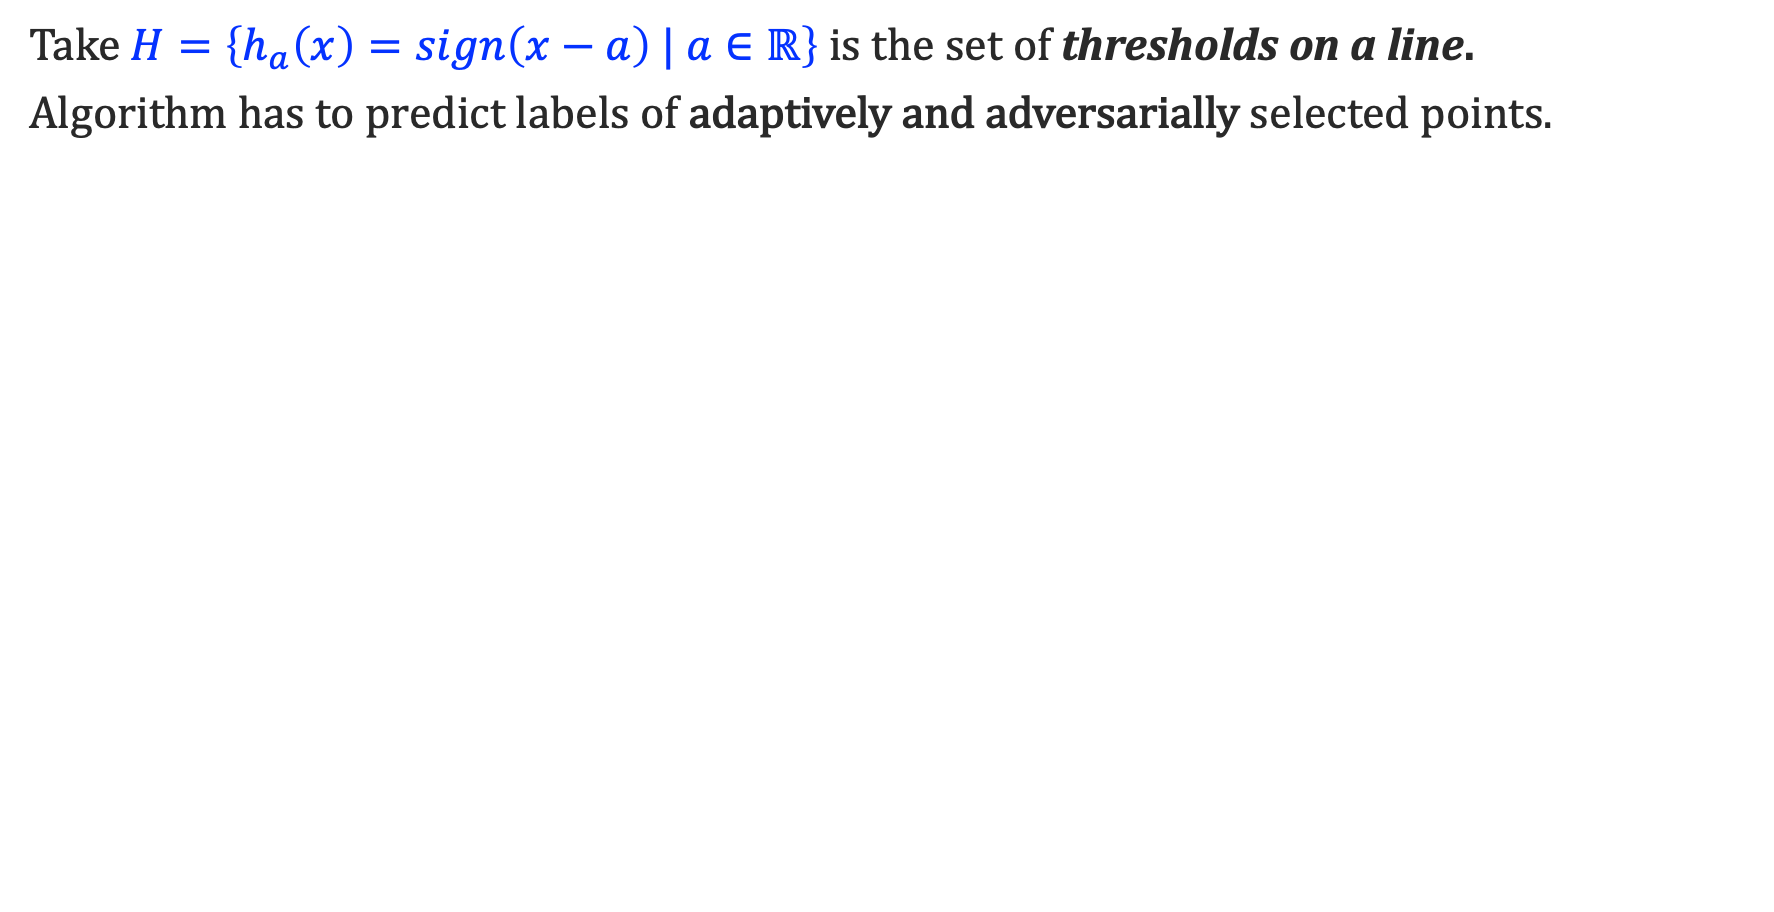 Take H = {hₐ(x) = sign(x − a) | a ∈ ℝ} is the set of thresholds on a line.
Algorithm has to predict labels of adaptively and adversarially selected points.